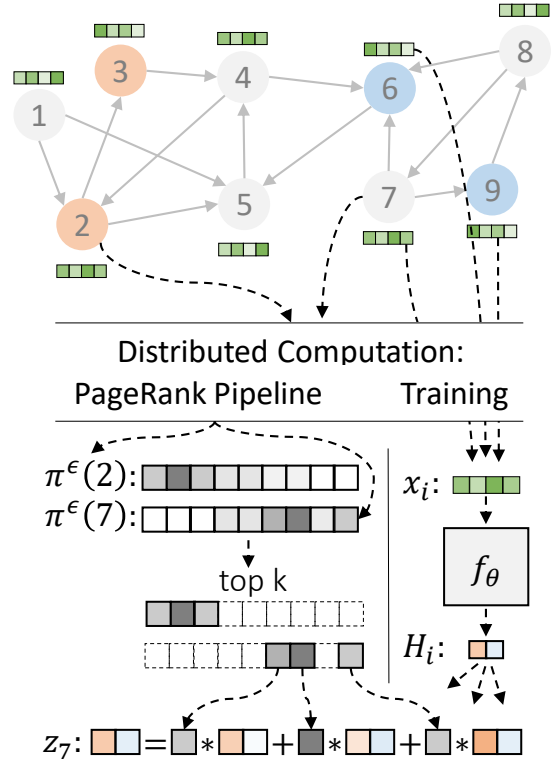 3
4
6
8
1
2
5
7
9
Distributed Computation:
PageRank Pipeline Training
π^ϵ(2):
π^ϵ(7):
top k
x_i:
f_θ
H_i:
z_7: = * + * + *